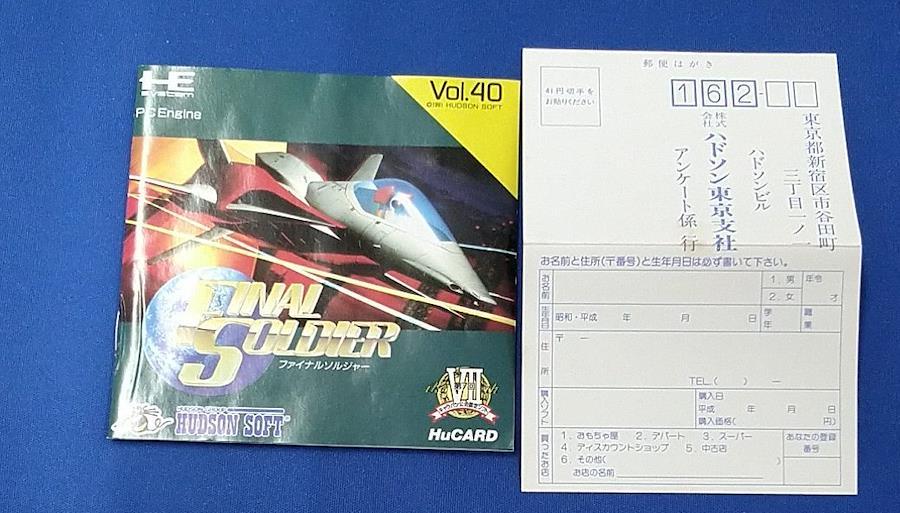 HE
system
PC Engine
Vol.40
© 1991 HUDSON SOFT
FINAL
SOLDIER
ファイナルソルジャー
HUDSON SOFT
VII
HuCARD
郵便はがき
41円切手を
お貼りください
162-
東京都新宿区市谷田町
三丁目一ノ一
ハドソンビル
株式会社 ハドソン東京支社
アンケート係 行
お名前と住所(〒番号)と生年月日は必ず書いて下さい。
お名前
1.男
2.女
年令
才
生年月日
昭和・平成 年 月 日
学年
職業
住所
〒 ー
TEL.( ) ー
購入ソフト
購入日
平成 年 月 日
購入価格( 円)
買ったお店
1.おもちゃ屋 2.デパート 3.スーパー
4.ディスカウントショップ 5.中古店
6.その他( )
お店の名前
あなたの登録
番号